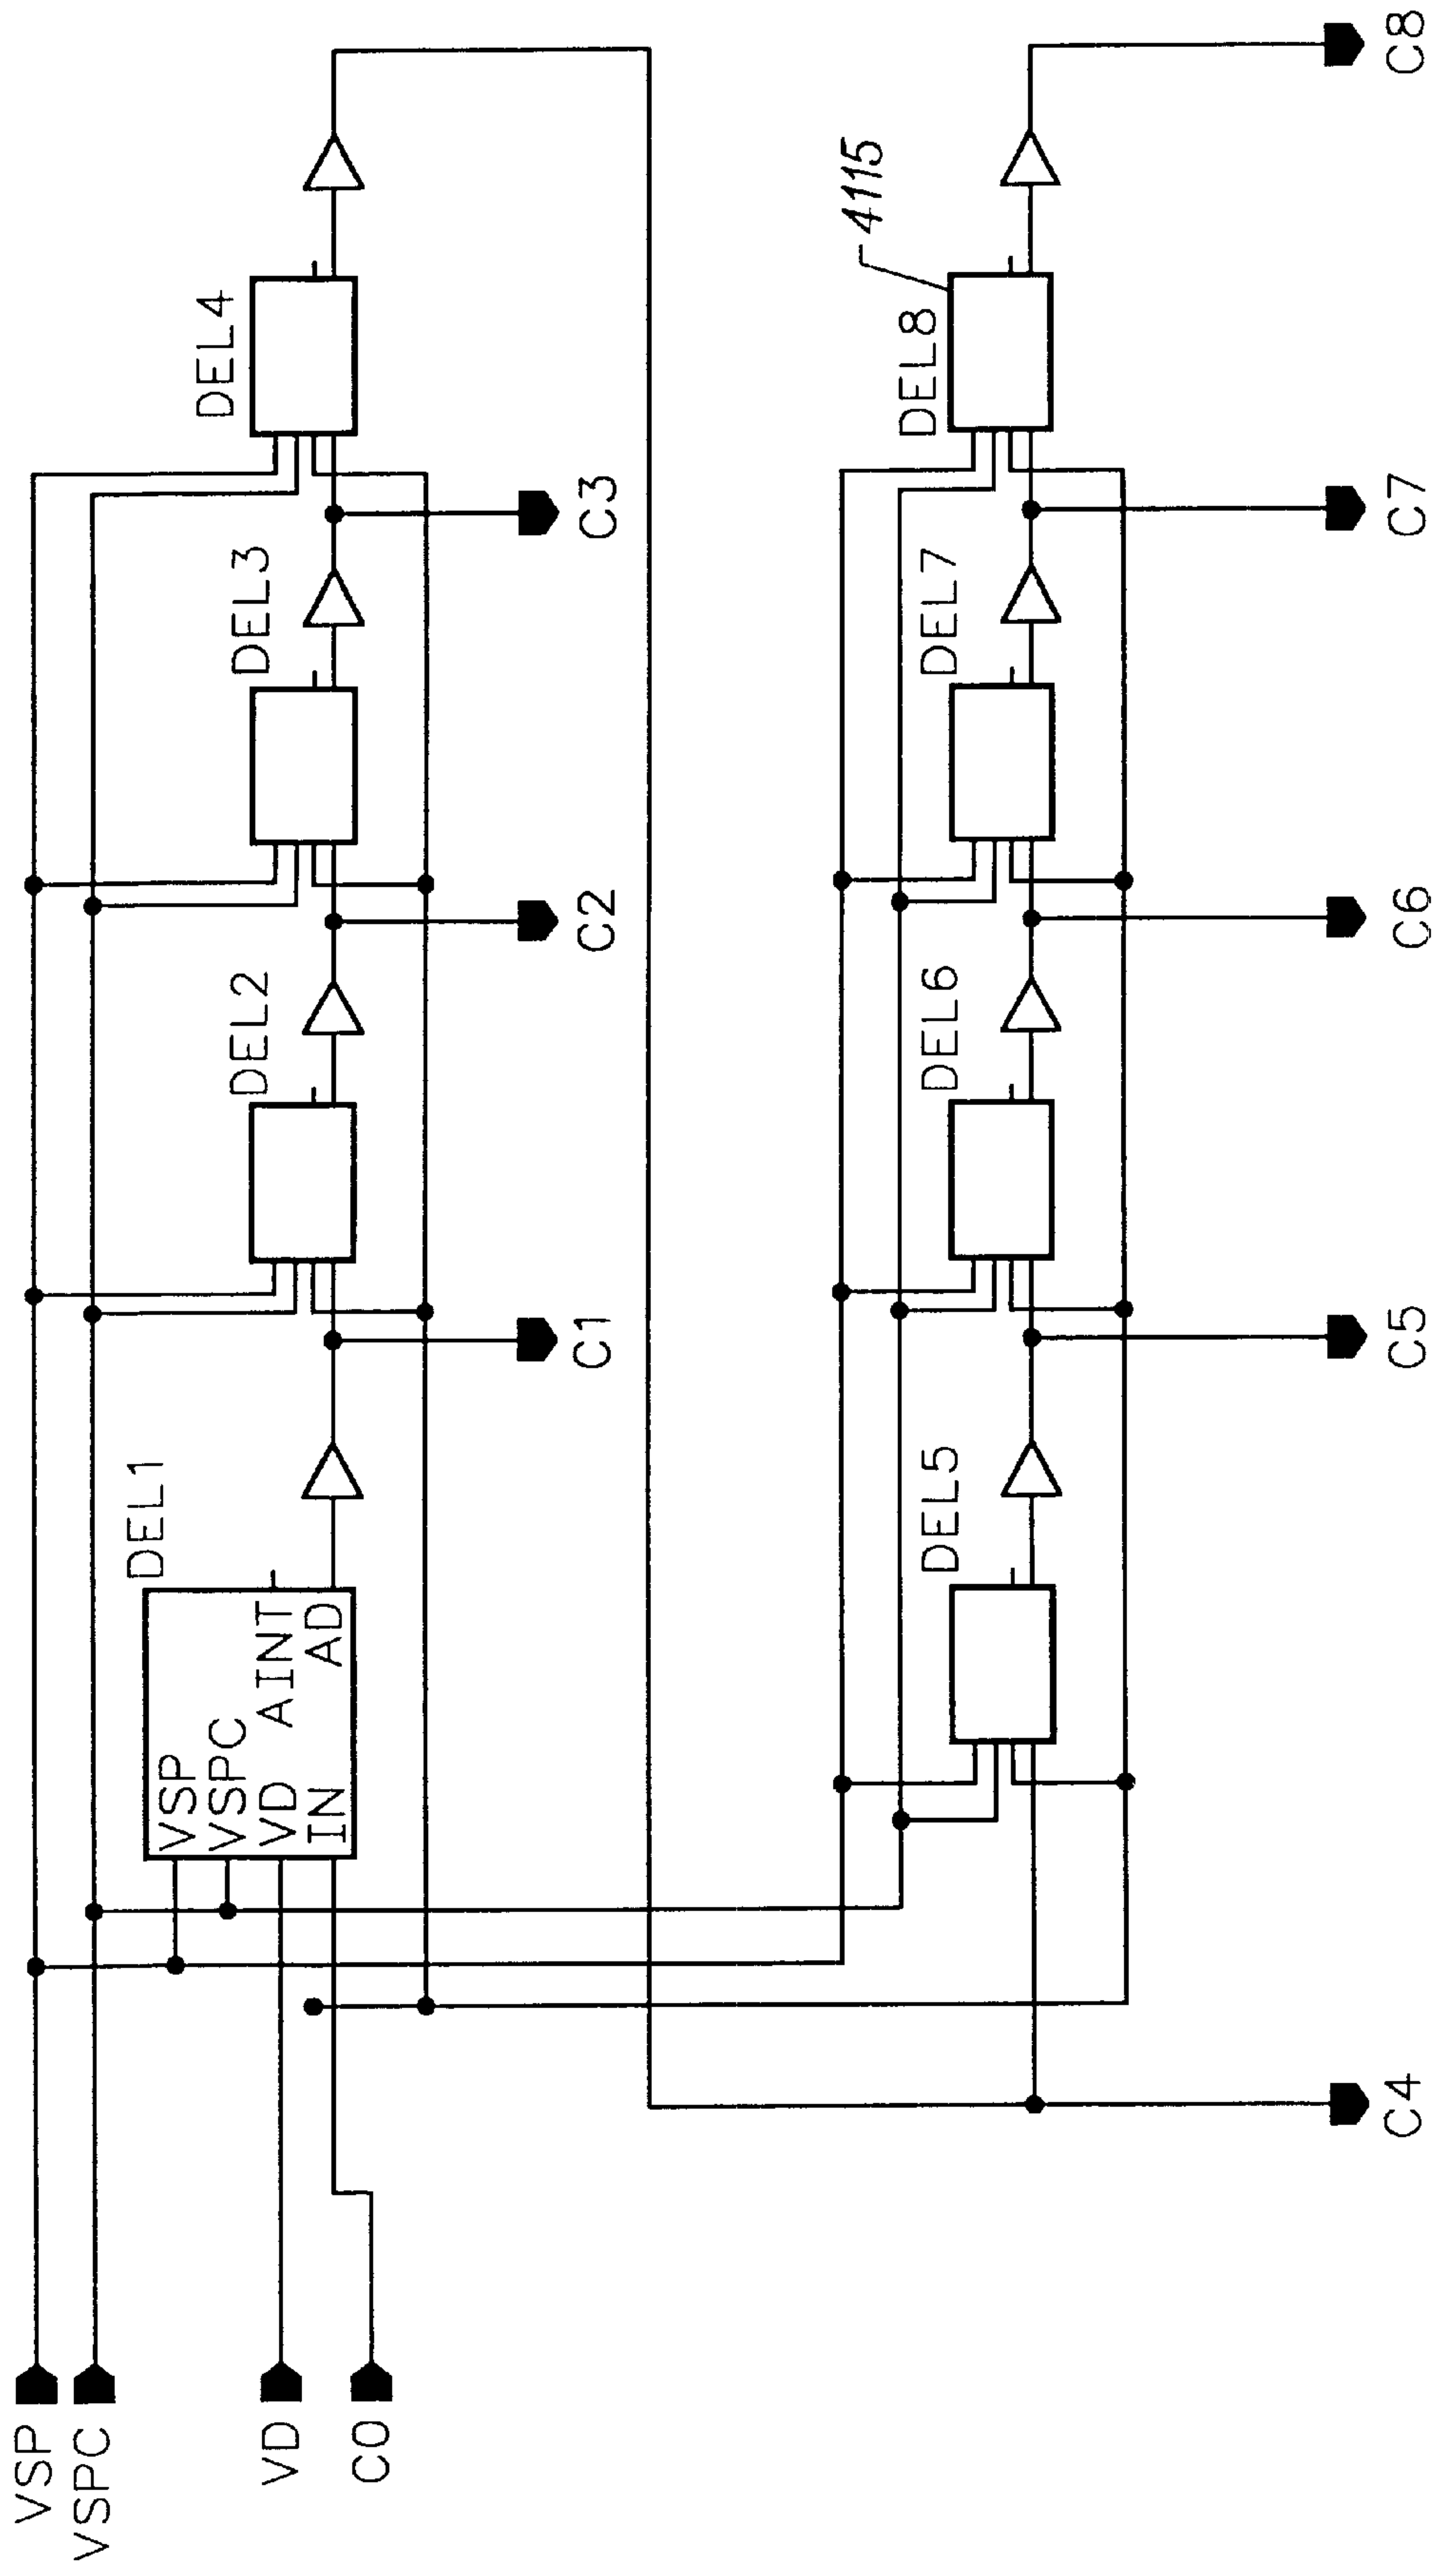 VSP
VSPC
VD
C0
DEL1
VSP
VSPC
VD
AINT
IN
AD
C1
DEL2
C2
DEL3
C3
DEL4
C4
DEL5
C5
DEL6
C6
DEL7
C7
DEL8
4115
C8